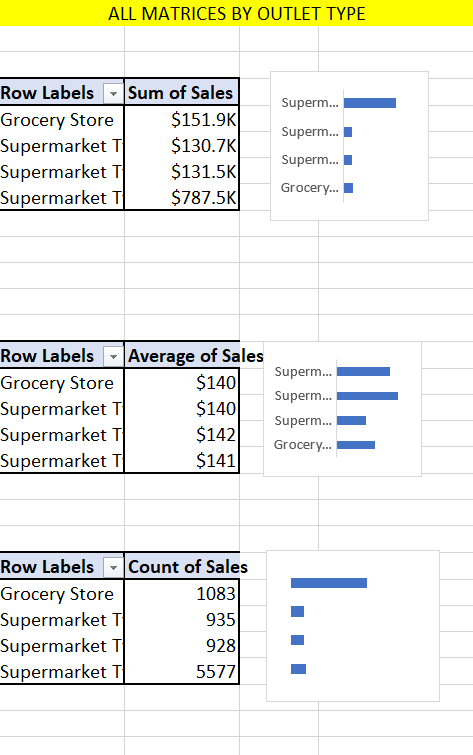 ALL MATRICES BY OUTLET TYPE
Row Labels Sum of Sales
Grocery Store $151.9K
Supermarket T $130.7K
Supermarket T $131.5K
Supermarket T $787.5K
Superm...
Superm...
Superm...
Grocery...
Row Labels Average of Sales
Grocery Store $140
Supermarket T $140
Supermarket T $142
Supermarket T $141
Superm...
Superm...
Superm...
Grocery...
Row Labels Count of Sales
Grocery Store 1083
Supermarket T 935
Supermarket T 928
Supermarket T 5577